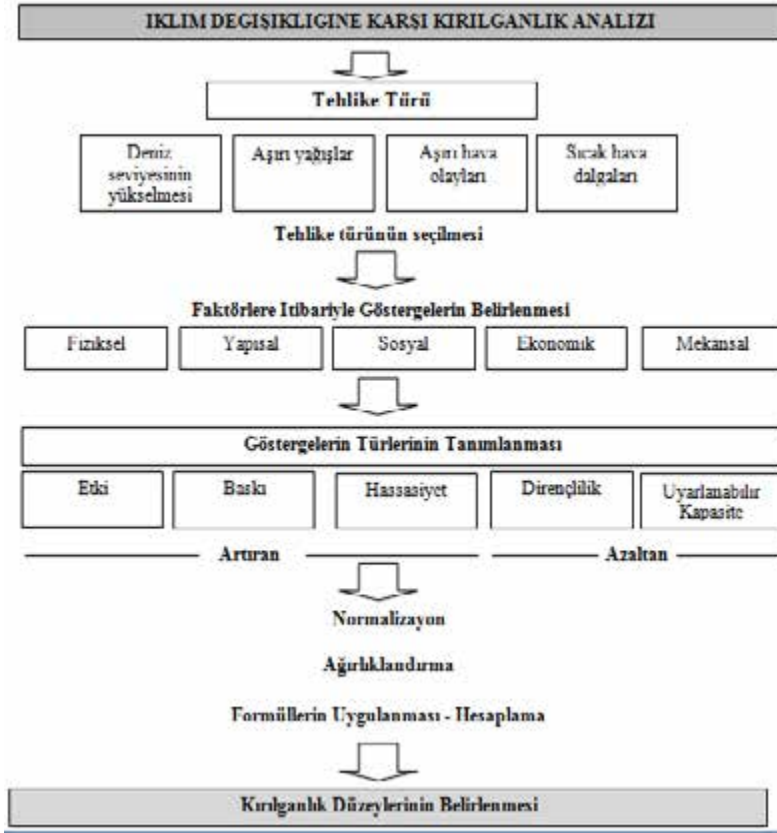 IKLIM DEGIŞIKLIGINE KARŞI KIRILGANLIK ANALIZI
Tehlike Türü
Deniz
seviyesinin
yükselmesi
Aşırı yağışlar
Aşırı hava
olayları
Sıcak hava
dalgaları
Tehlike türünün seçilmesi
Faktörlere Itibariyle Göstergelerin Belirlenmesi
Fiziksel
Yapısal
Sosyal
Ekonomik
Mekânsal
Göstergelerin Türlerinin Tanımlanması
Etki
Baskı
Hassasiyet
Dirençlilik
Uyarlanabilir
Kapasite
Artıran
Azaltan
Normalizayon
Ağırlıklandırma
Formüllerin Uygulanması - Hesaplama
Kırılganlık Düzeylerinin Belirlenmesi